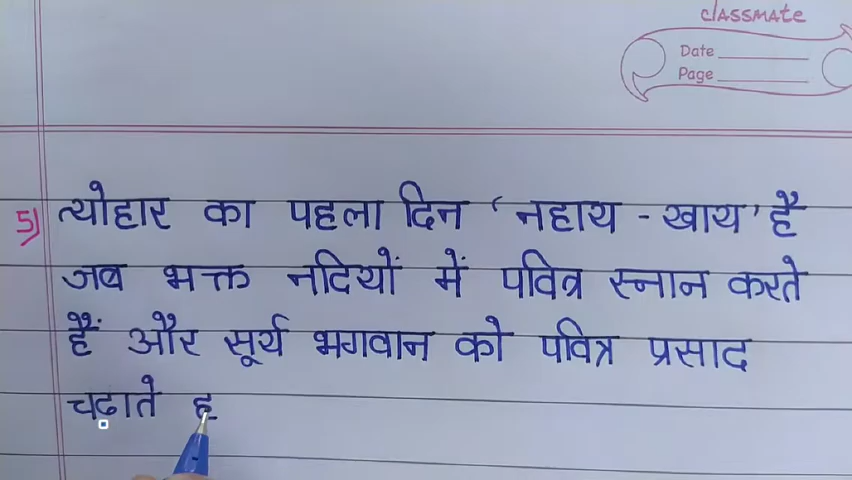 classmate
Date
Page
5) त्योहार का पहला दिन ‘नहाय - खाय’ है
जब भक्त नदियों में पवित्र स्नान करते
हैं और सूर्य भगवान को पवित्र प्रसाद
चढ़ाते ह